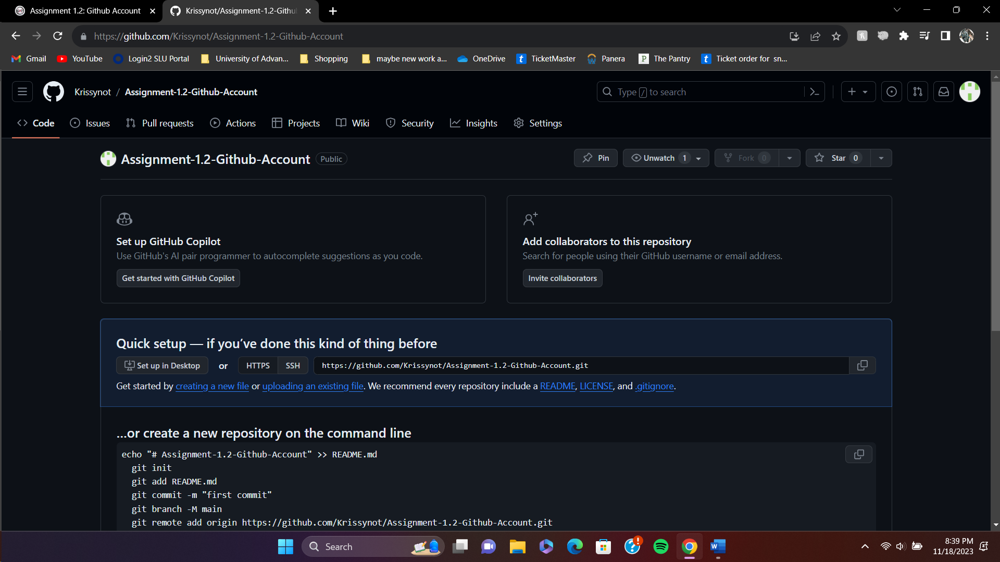 Assignment 1.2: Github Account
Krissynot/Assignment-1.2-Githu
https://github.com/Krissynot/Assignment-1.2-Github-Account
Gmail YouTube Login2 SLU Portal University of Advan... Shopping maybe new work a... OneDrive TicketMaster Panera The Pantry Ticket order for sn...
Krissynot / Assignment-1.2-Github-Account
Type / to search
Code Issues Pull requests Actions Projects Wiki Security Insights Settings
Assignment-1.2-Github-Account Public
Pin Unwatch 1 Fork 0 Star 0
Set up GitHub Copilot
Use GitHub's AI pair programmer to autocomplete suggestions as you code.
Get started with GitHub Copilot
Add collaborators to this repository
Search for people using their GitHub username or email address.
Invite collaborators
Quick setup — if you’ve done this kind of thing before
Set up in Desktop or HTTPS SSH https://github.com/Krissynot/Assignment-1.2-Github-Account.git
Get started by creating a new file or uploading an existing file. We recommend every repository include a README, LICENSE, and .gitignore.
…or create a new repository on the command line
echo "# Assignment-1.2-Github-Account" >> README.md
git init
git add README.md
git commit -m "first commit"
git branch -M main
git remote add origin https://github.com/Krissynot/Assignment-1.2-Github-Account.git
Search
8:39 PM
11/18/2023